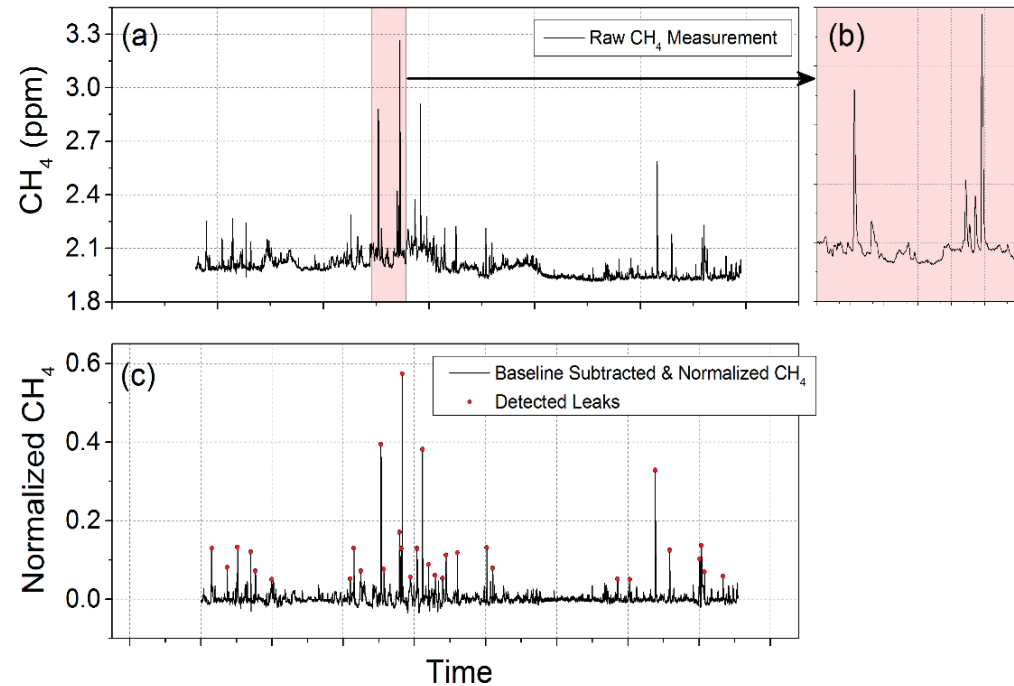 (a)
Raw CH₄ Measurement
(b)
CH₄ (ppm)
3.3
3.0
2.7
2.4
2.1
1.8
(c)
Baseline Subtracted & Normalized CH₄
Detected Leaks
Normalized CH₄
0.6
0.4
0.2
0.0
Time